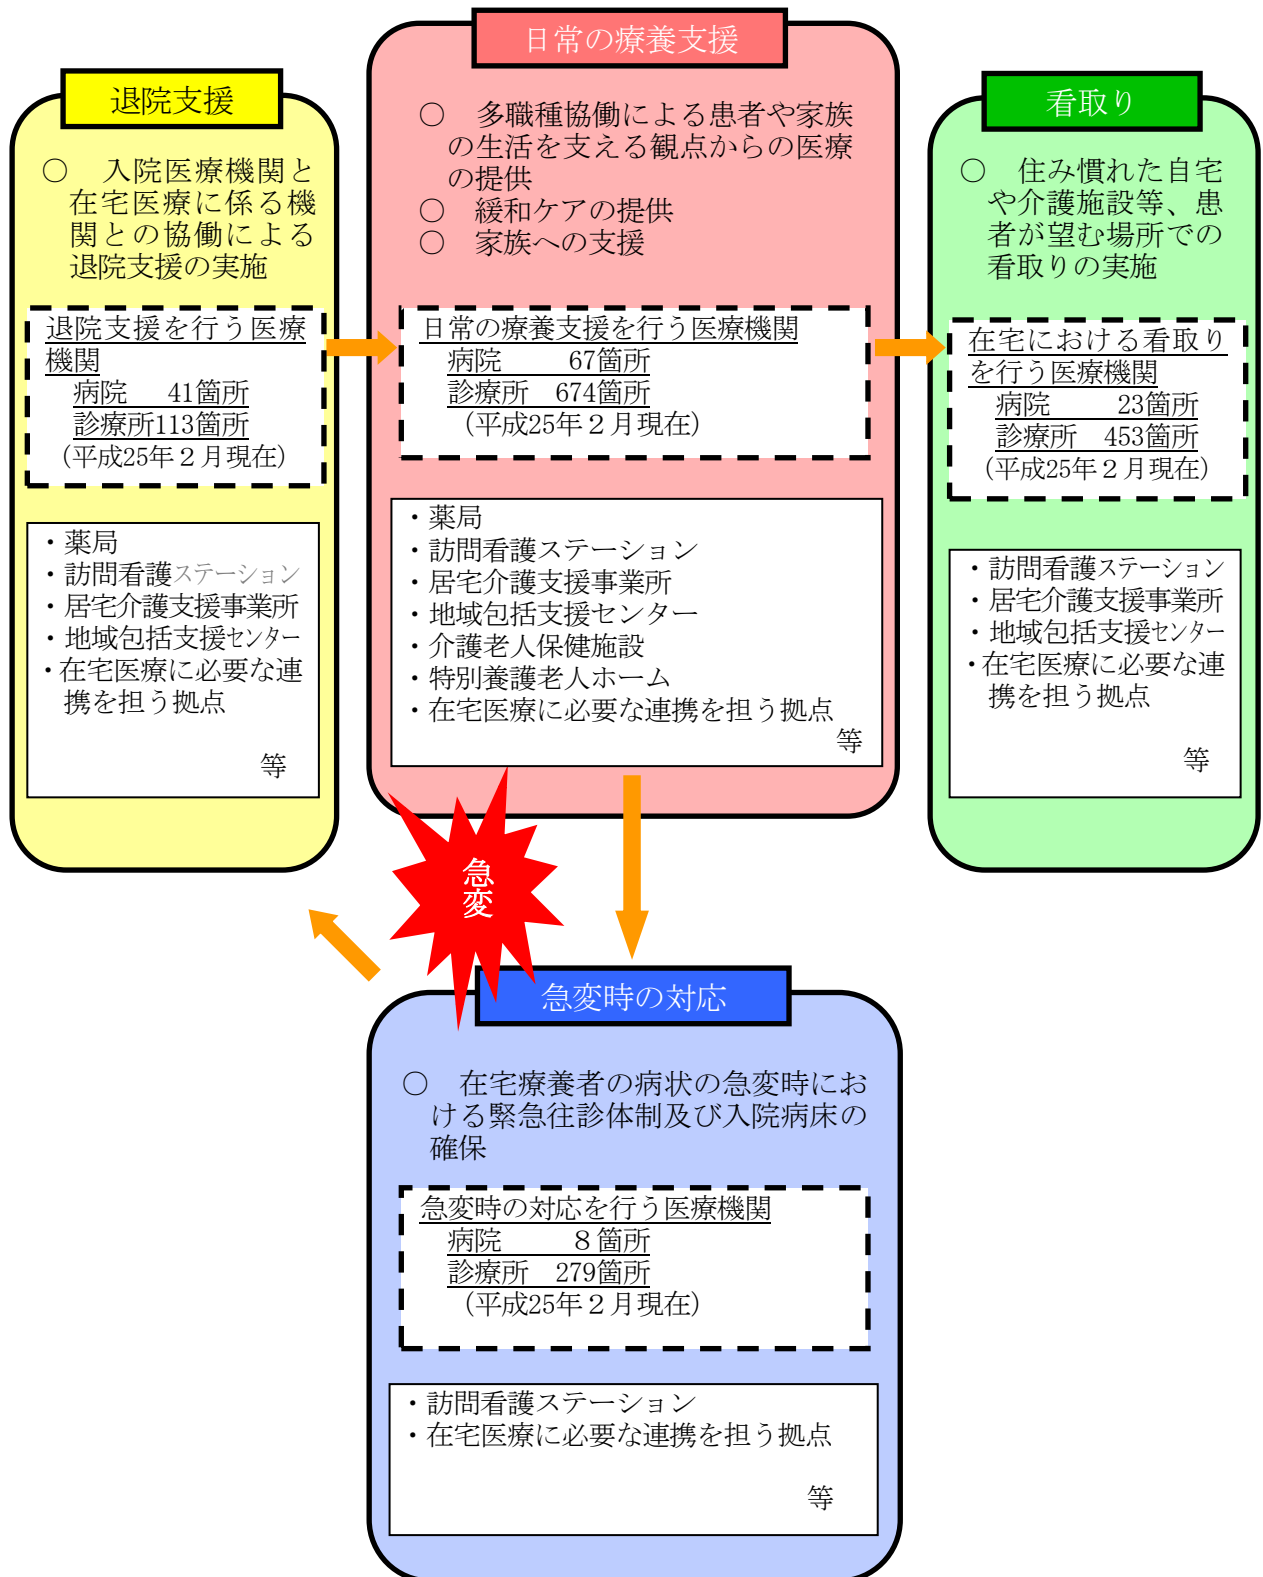 退院支援
○　入院医療機関と
在宅医療に係る機
関との協働による
退院支援の実施
退院支援を行う医療
機関
病院　41箇所
診療所113箇所
（平成25年２月現在）
・薬局
・訪問看護ステーション
・居宅介護支援事業所
・地域包括支援センター
・在宅医療に必要な連
携を担う拠点
等
日常の療養支援
○　多職種協働による患者や家族
の生活を支える観点からの医療
の提供
○　緩和ケアの提供
○　家族への支援
日常の療養支援を行う医療機関
病院　67箇所
診療所　674箇所
（平成25年２月現在）
・薬局
・訪問看護ステーション
・居宅介護支援事業所
・地域包括支援センター
・介護老人保健施設
・特別養護老人ホーム
・在宅医療に必要な連携を担う拠点
等
看取り
○　住み慣れた自宅
や介護施設等、患
者が望む場所での
看取りの実施
在宅における看取り
を行う医療機関
病院　23箇所
診療所　453箇所
（平成25年２月現在）
・訪問看護ステーション
・居宅介護支援事業所
・地域包括支援センター
・在宅医療に必要な連
携を担う拠点
等
急変
急変時の対応
○　在宅療養者の病状の急変時にお
ける緊急往診体制及び入院病床の
確保
急変時の対応を行う医療機関
病院　８箇所
診療所　279箇所
（平成25年２月現在）
・訪問看護ステーション
・在宅医療に必要な連携を担う拠点
等